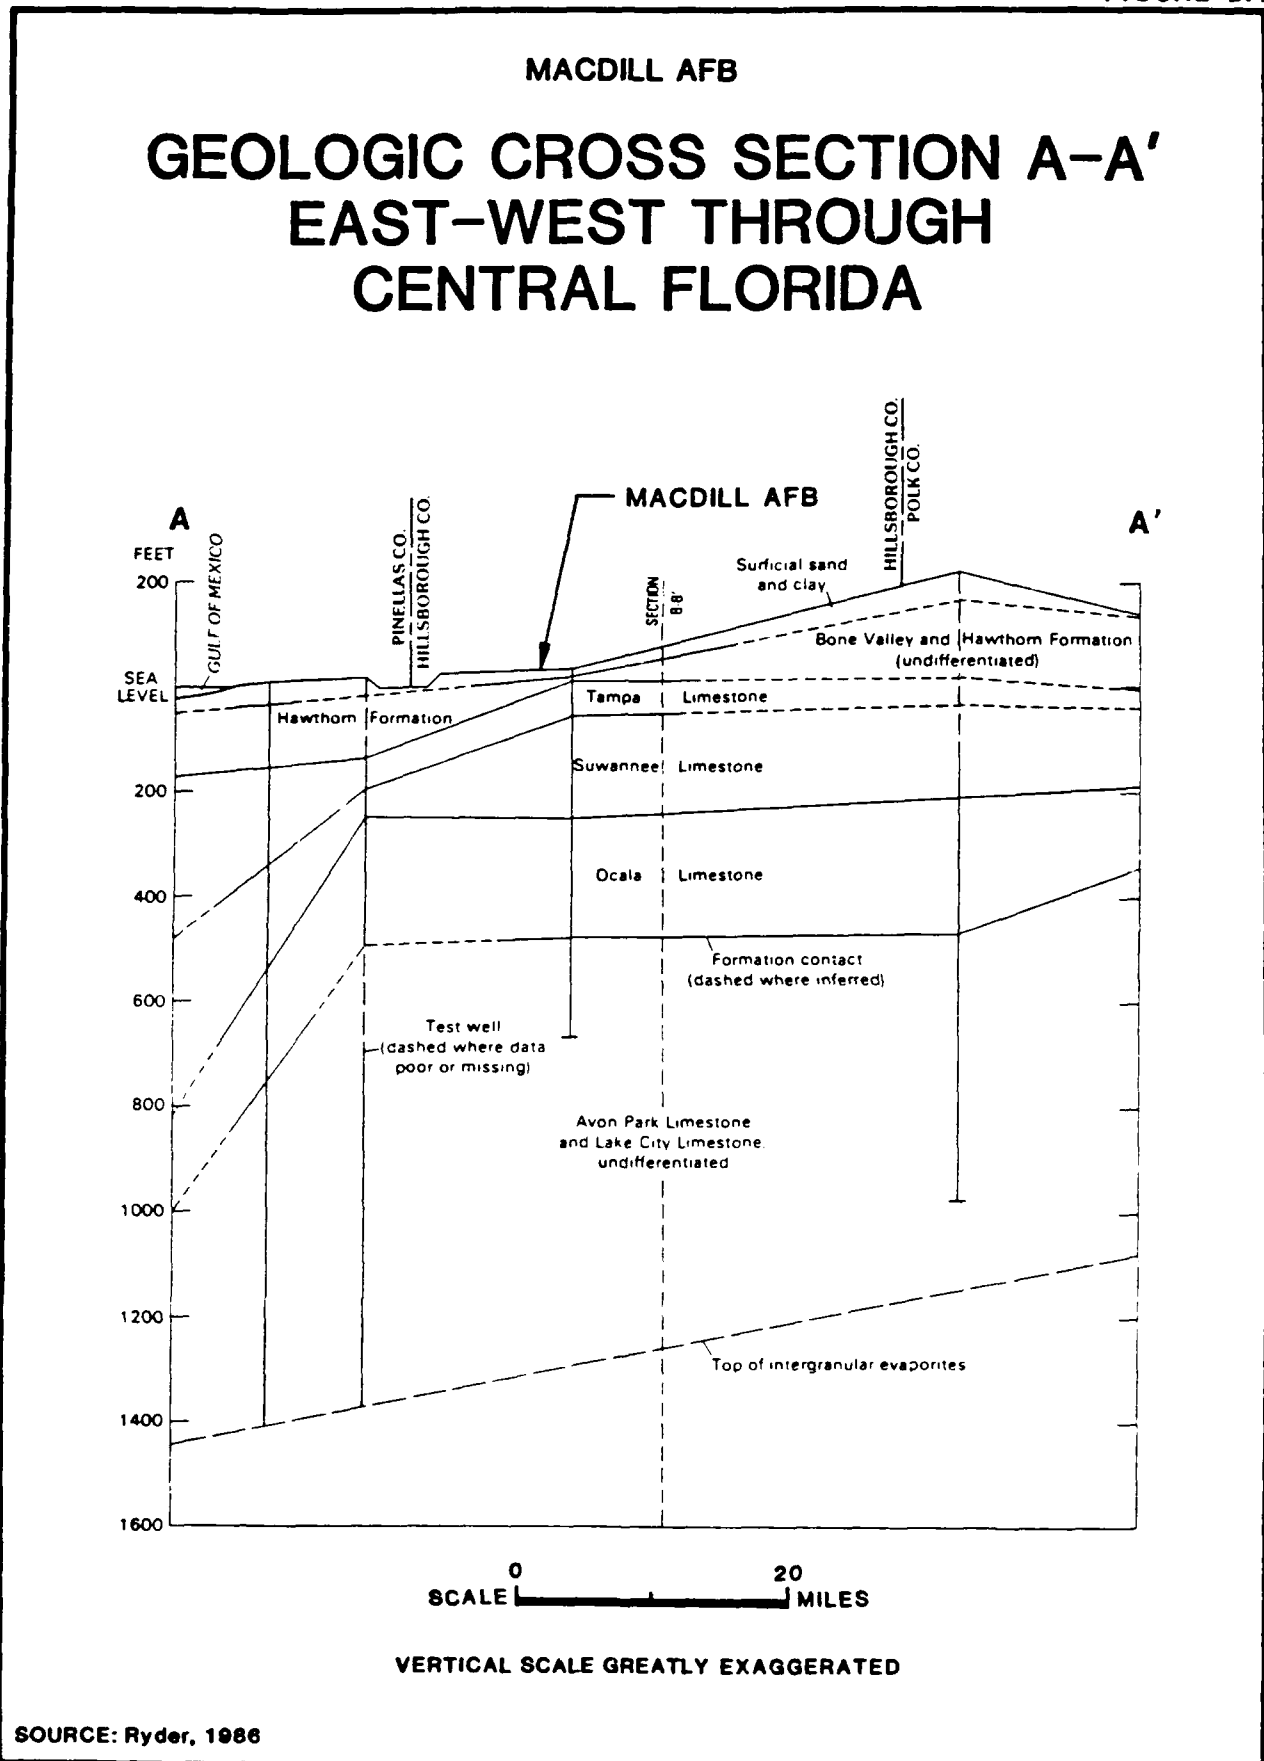 MACDILL AFB
GEOLOGIC CROSS SECTION A-A'
EAST-WEST THROUGH
CENTRAL FLORIDA
HILLSBOROUGH CO.
POLK CO.
MACDILL AFB
A
A'
PINELLAS CO.
HILLSBOROUGH CO.
FEET
GULF OF MEXICO
200
Surficial sand
and clay
SECTION
B-B'
Bone Valley and Hawthorn Formation
(undifferentiated)
SEA
LEVEL
Tampa Limestone
Hawthorn Formation
Suwannee Limestone
200
Ocala Limestone
400
Formation contact
(dashed where inferred)
600
Test well
(dashed where data
poor or missing)
800
Avon Park Limestone
and Lake City Limestone
undifferentiated
1000
1200
Top of intergranular evaporites
1400
1600
0 20
SCALE MILES
VERTICAL SCALE GREATLY EXAGGERATED
SOURCE: Ryder, 1986